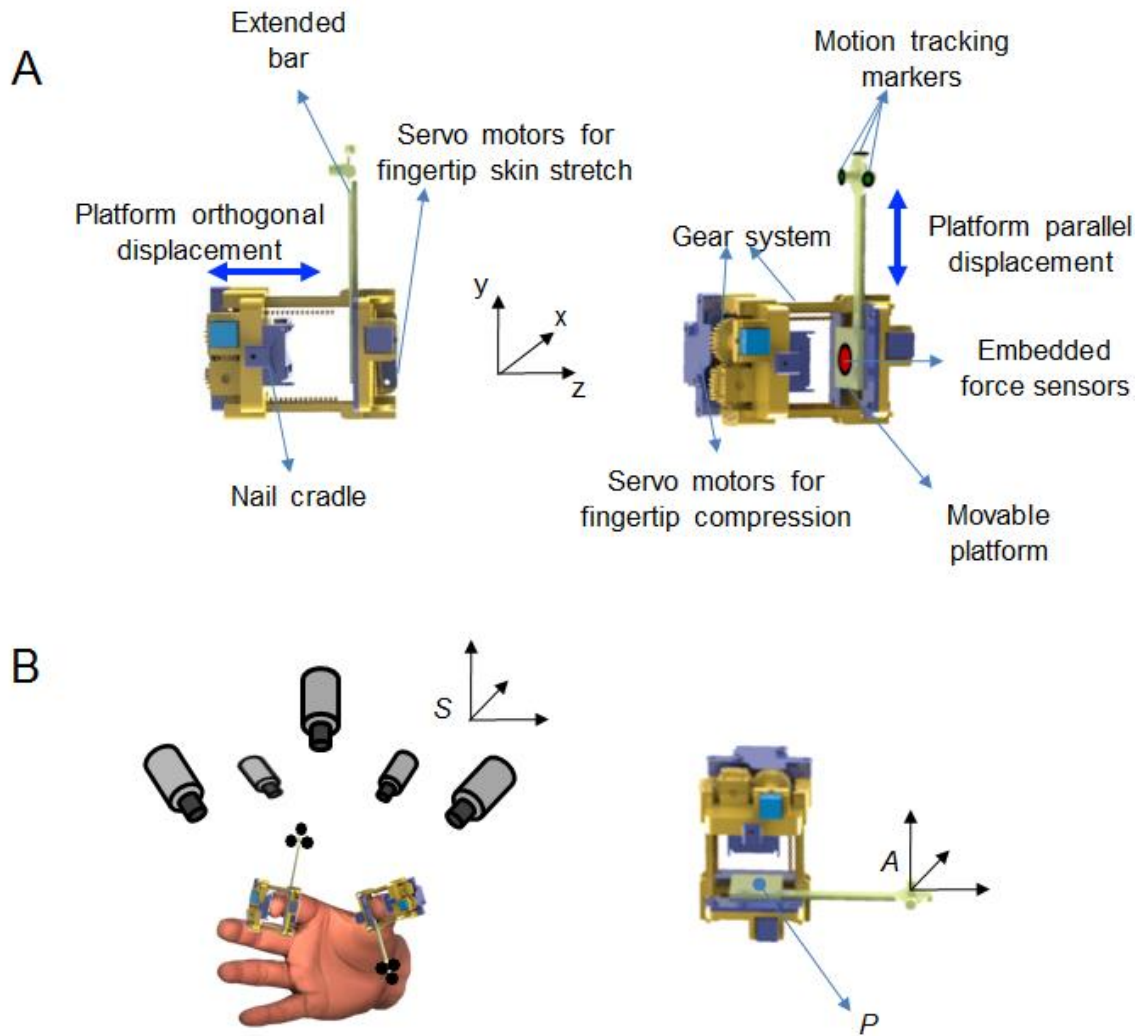 A
Extended
bar
Servo motors for
fingertip skin stretch
Platform orthogonal
displacement
Nail cradle
y
x
z
Motion tracking
markers
Gear system
Platform parallel
displacement
Embedded
force sensors
Servo motors for
fingertip compression
Movable
platform
B
S
A
P